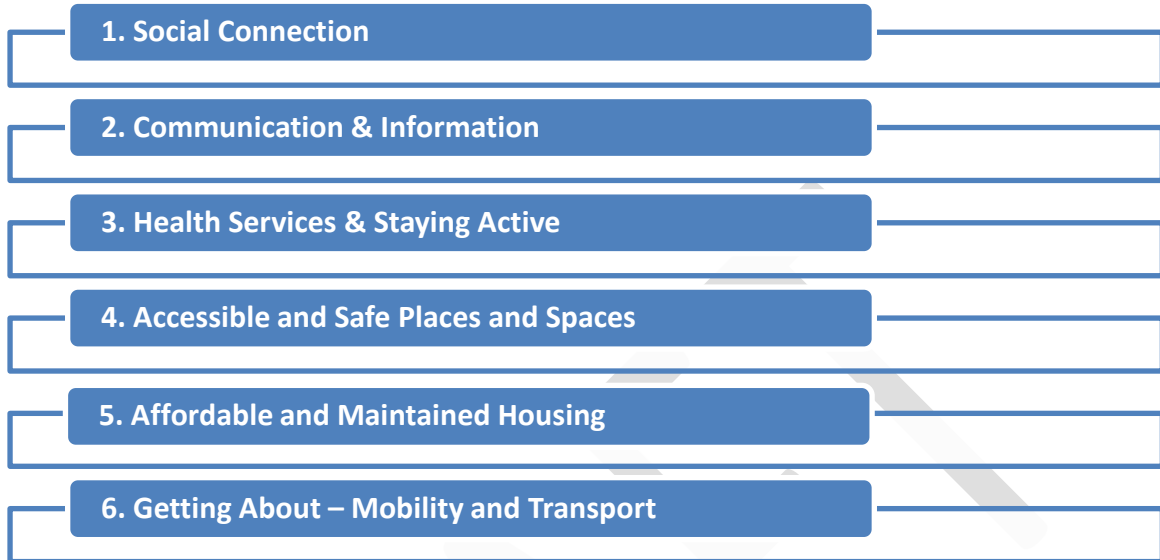 1. Social Connection
2. Communication & Information
3. Health Services & Staying Active
4. Accessible and Safe Places and Spaces
5. Affordable and Maintained Housing
6. Getting About – Mobility and Transport